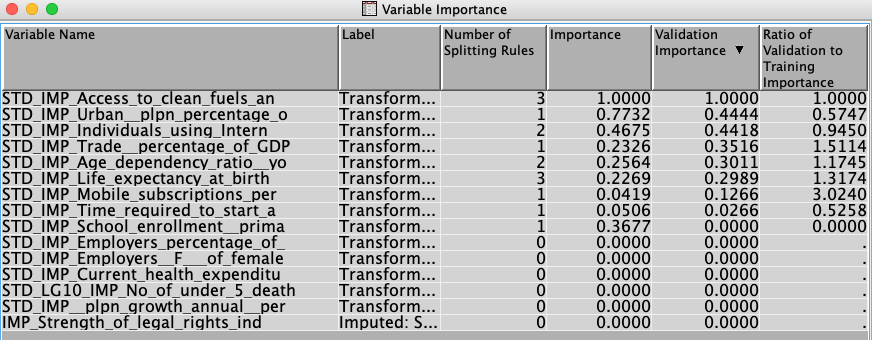 Variable Importance
Variable Name Label Number of Splitting Rules Importance Validation Importance ▼ Ratio of Validation to Training Importance
STD_IMP_Access_to_clean_fuels_an Transform... 3 1.0000 1.0000 1.0000
STD_IMP_Urban__plpn_percentage_o Transform... 1 0.7732 0.4444 0.5747
STD_IMP_Individuals_using_Intern Transform... 2 0.4675 0.4418 0.9450
STD_IMP_Trade__percentage_of_GDP Transform... 1 0.2326 0.3516 1.5114
STD_IMP_Age_dependency_ratio__yo Transform... 2 0.2564 0.3011 1.1745
STD_IMP_Life_expectancy_at_birth Transform... 3 0.2269 0.2989 1.3174
STD_IMP_Mobile_subscriptions_per Transform... 1 0.0419 0.1266 3.0240
STD_IMP_Time_required_to_start_a Transform... 1 0.0506 0.0266 0.5258
STD_IMP_School_enrollment__prima Transform... 1 0.3677 0.0000 0.0000
STD_IMP_Employers_percentage_of_ Transform... 0 0.0000 0.0000 .
STD_IMP_Employers__F___of_female Transform... 0 0.0000 0.0000 .
STD_IMP_Current_health_expenditu Transform... 0 0.0000 0.0000 .
STD_LG10_IMP_No_of_under_5_death Transform... 0 0.0000 0.0000 .
STD_IMP__plpn_growth_annual__per Transform... 0 0.0000 0.0000 .
IMP_Strength_of_legal_rights_ind Imputed: S... 0 0.0000 0.0000 .